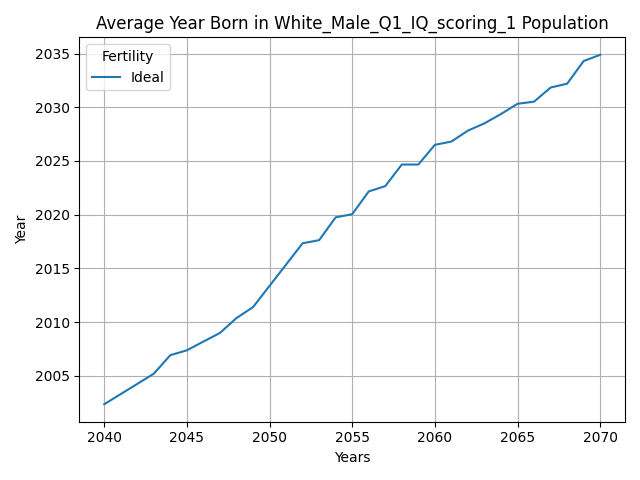 Average Year Born in White_Male_Q1_IQ_scoring_1 Population
Fertility
Ideal
2035
2030
2025
2020
2015
2010
2005
Year
2040 2045 2050 2055 2060 2065 2070
Years